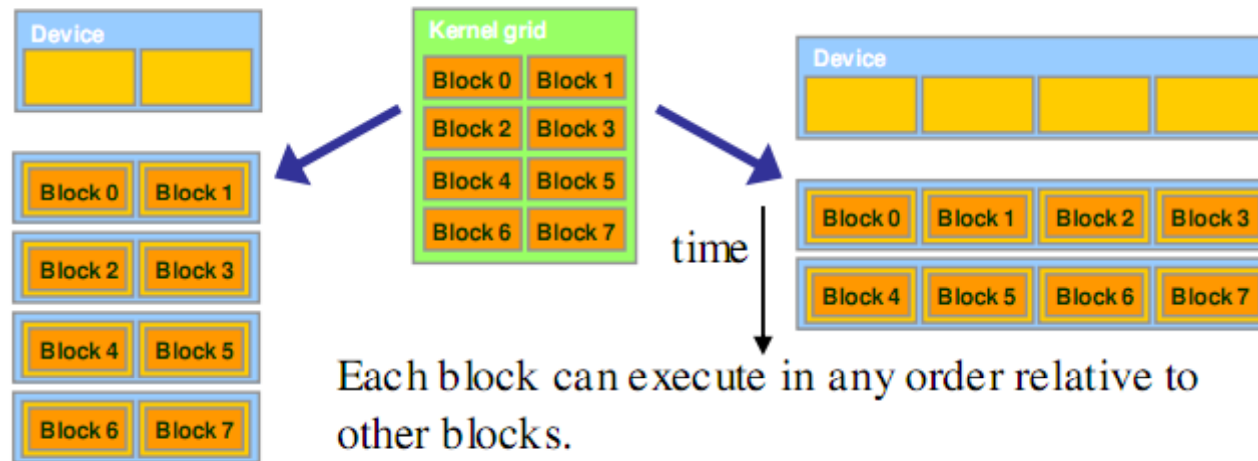 Device
Block 0 Block 1
Block 2 Block 3
Block 4 Block 5
Block 6 Block 7
Kernel grid
Block 0 Block 1
Block 2 Block 3
Block 4 Block 5
Block 6 Block 7
Device
time
Block 0 Block 1 Block 2 Block 3
Block 4 Block 5 Block 6 Block 7
Each block can execute in any order relative to
other blocks.